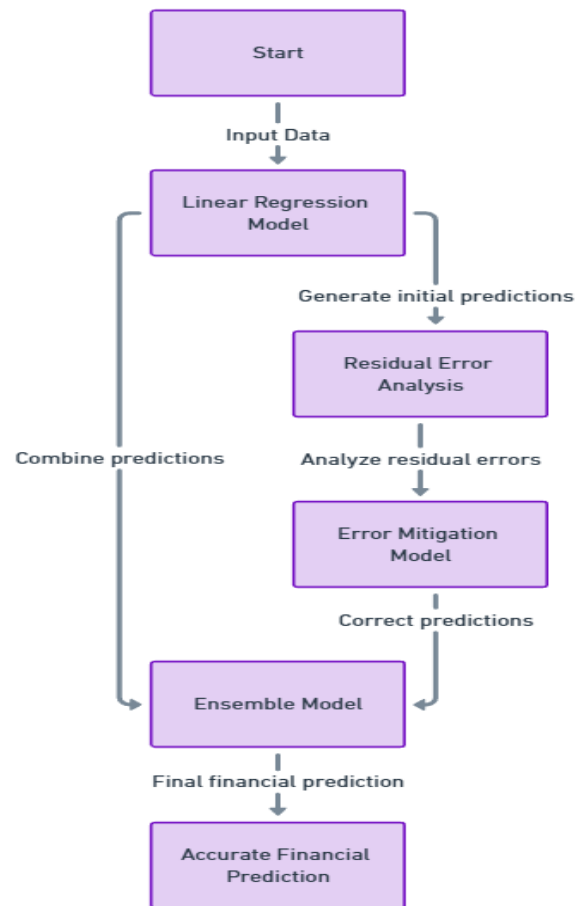 Start
Input Data
Linear Regression
Model
Generate initial predictions
Residual Error
Analysis
Combine predictions
Analyze residual errors
Error Mitigation
Model
Correct predictions
Ensemble Model
Final financial prediction
Accurate Financial
Prediction